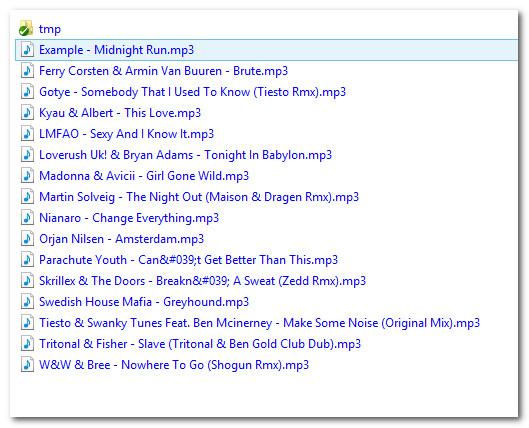 tmp
Example - Midnight Run.mp3
Ferry Corsten & Armin Van Buuren - Brute.mp3
Gotye - Somebody That I Used To Know (Tiesto Rmx).mp3
Kyau & Albert - This Love.mp3
LMFAO - Sexy And I Know It.mp3
Loverush Uk! & Bryan Adams - Tonight In Babylon.mp3
Madonna & Avicii - Girl Gone Wild.mp3
Martin Solveig - The Night Out (Maison & Dragen Rmx).mp3
Nianaro - Change Everything.mp3
Orjan Nilsen - Amsterdam.mp3
Parachute Youth - Can&#039;t Get Better Than This.mp3
Skrillex & The Doors - Breakn&#039; A Sweat (Zedd Rmx).mp3
Swedish House Mafia - Greyhound.mp3
Tiesto & Swanky Tunes Feat. Ben Mcinerney - Make Some Noise (Original Mix).mp3
Tritonal & Fisher - Slave (Tritonal & Ben Gold Club Dub).mp3
W&W & Bree - Nowhere To Go (Shogun Rmx).mp3